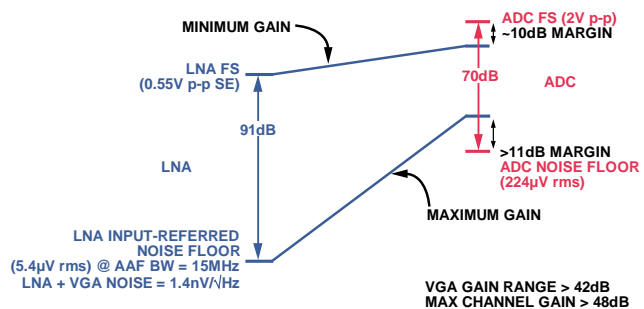 MINIMUM GAIN
ADC FS (2V p-p)
~10dB MARGIN
LNA FS
(0.55V p-p SE)
70dB
ADC
91dB
LNA
>11dB MARGIN
ADC NOISE FLOOR
(224µV rms)
MAXIMUM GAIN
LNA INPUT-REFERRED
NOISE FLOOR
(5.4µV rms) @ AAF BW = 15MHz
LNA + VGA NOISE = 1.4nV/√Hz
VGA GAIN RANGE > 42dB
MAX CHANNEL GAIN > 48dB